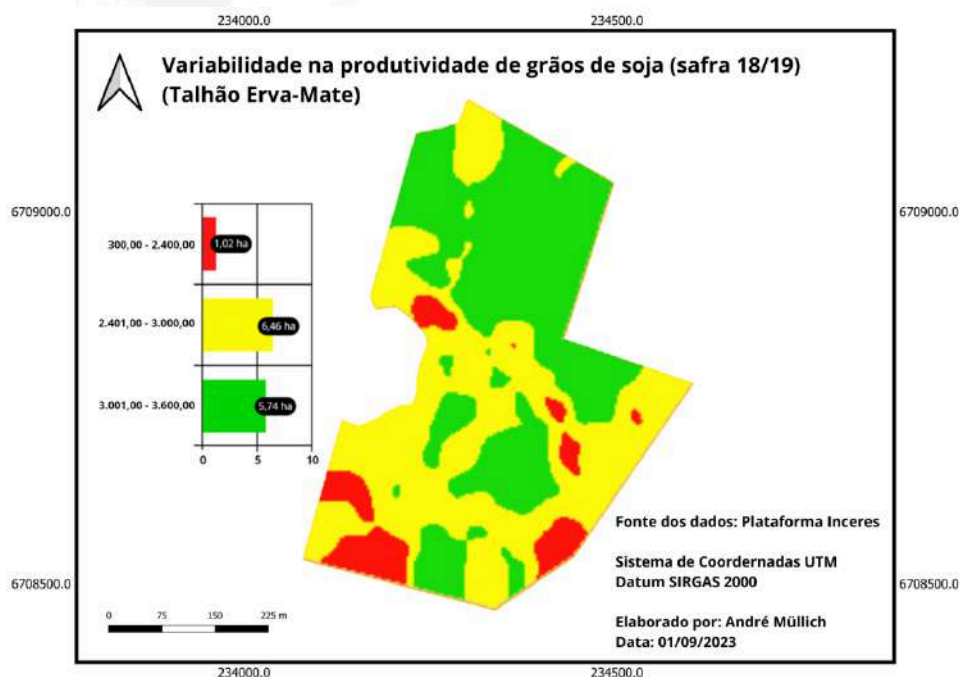 234000.0
234500.0
Variabilidade na produtividade de grãos de soja (safra 18/19)
(Talhão Erva-Mate)
6709000.0
6709000.0
300,00 - 2.400,00
1,02 ha
2.401,00 - 3.000,00
6,46 ha
3.001,00 - 3.600,00
5,74 ha
0
5
10
Fonte dos dados: Plataforma Inceres
Sistema de Coordernadas UTM
Datum SIRGAS 2000
6708500.0
6708500.0
0
75
150
225 m
Elaborado por: André Müllich
Data: 01/09/2023
234000.0
234500.0